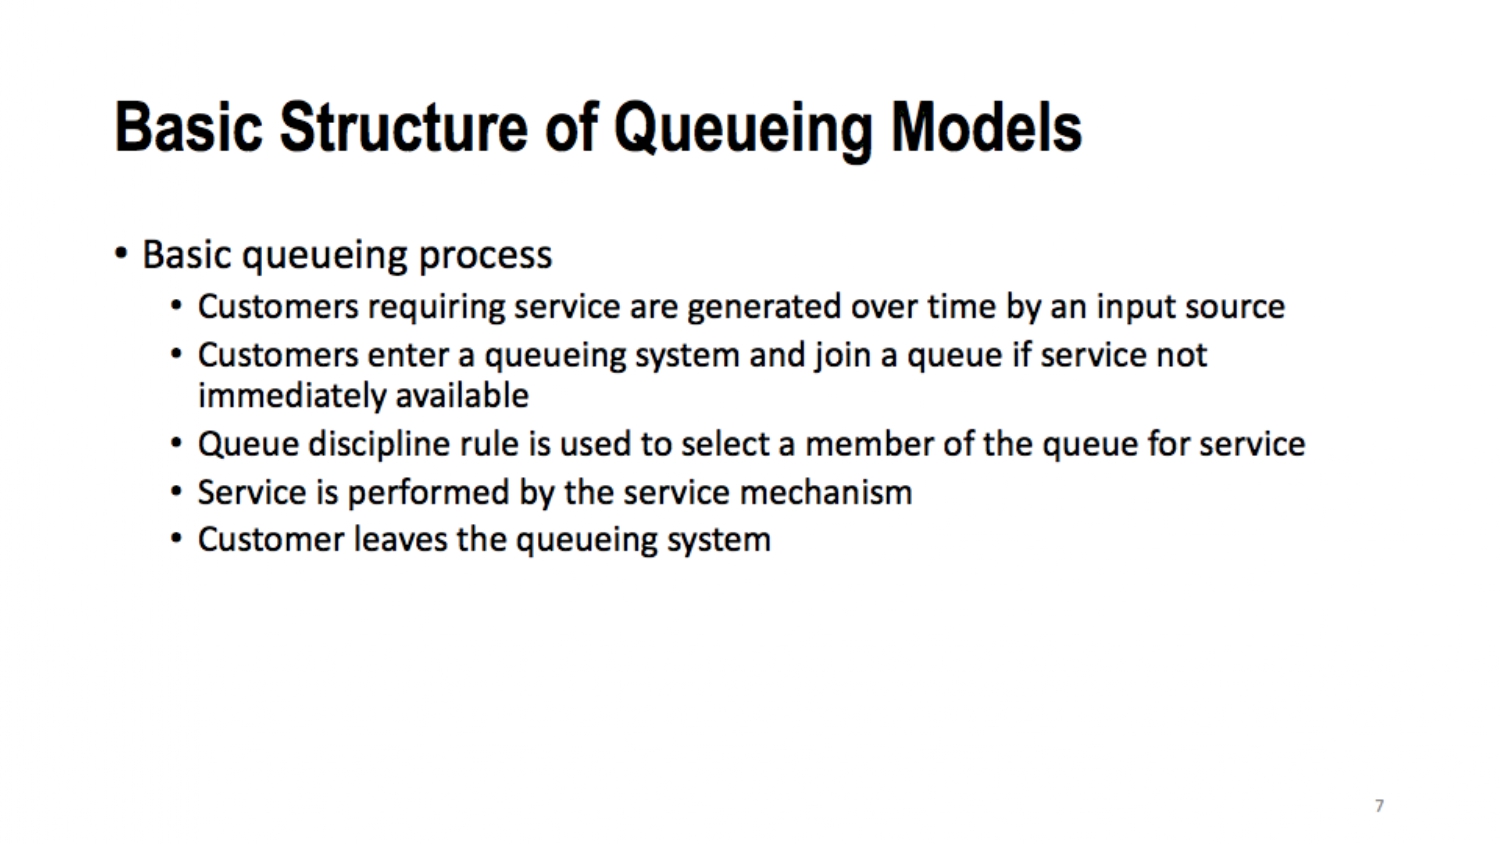 Basic Structure of Queueing Models
• Basic queueing process
• Customers requiring service are generated over time by an input source
• Customers enter a queueing system and join a queue if service not
immediately available
• Queue discipline rule is used to select a member of the queue for service
• Service is performed by the service mechanism
• Customer leaves the queueing system
7